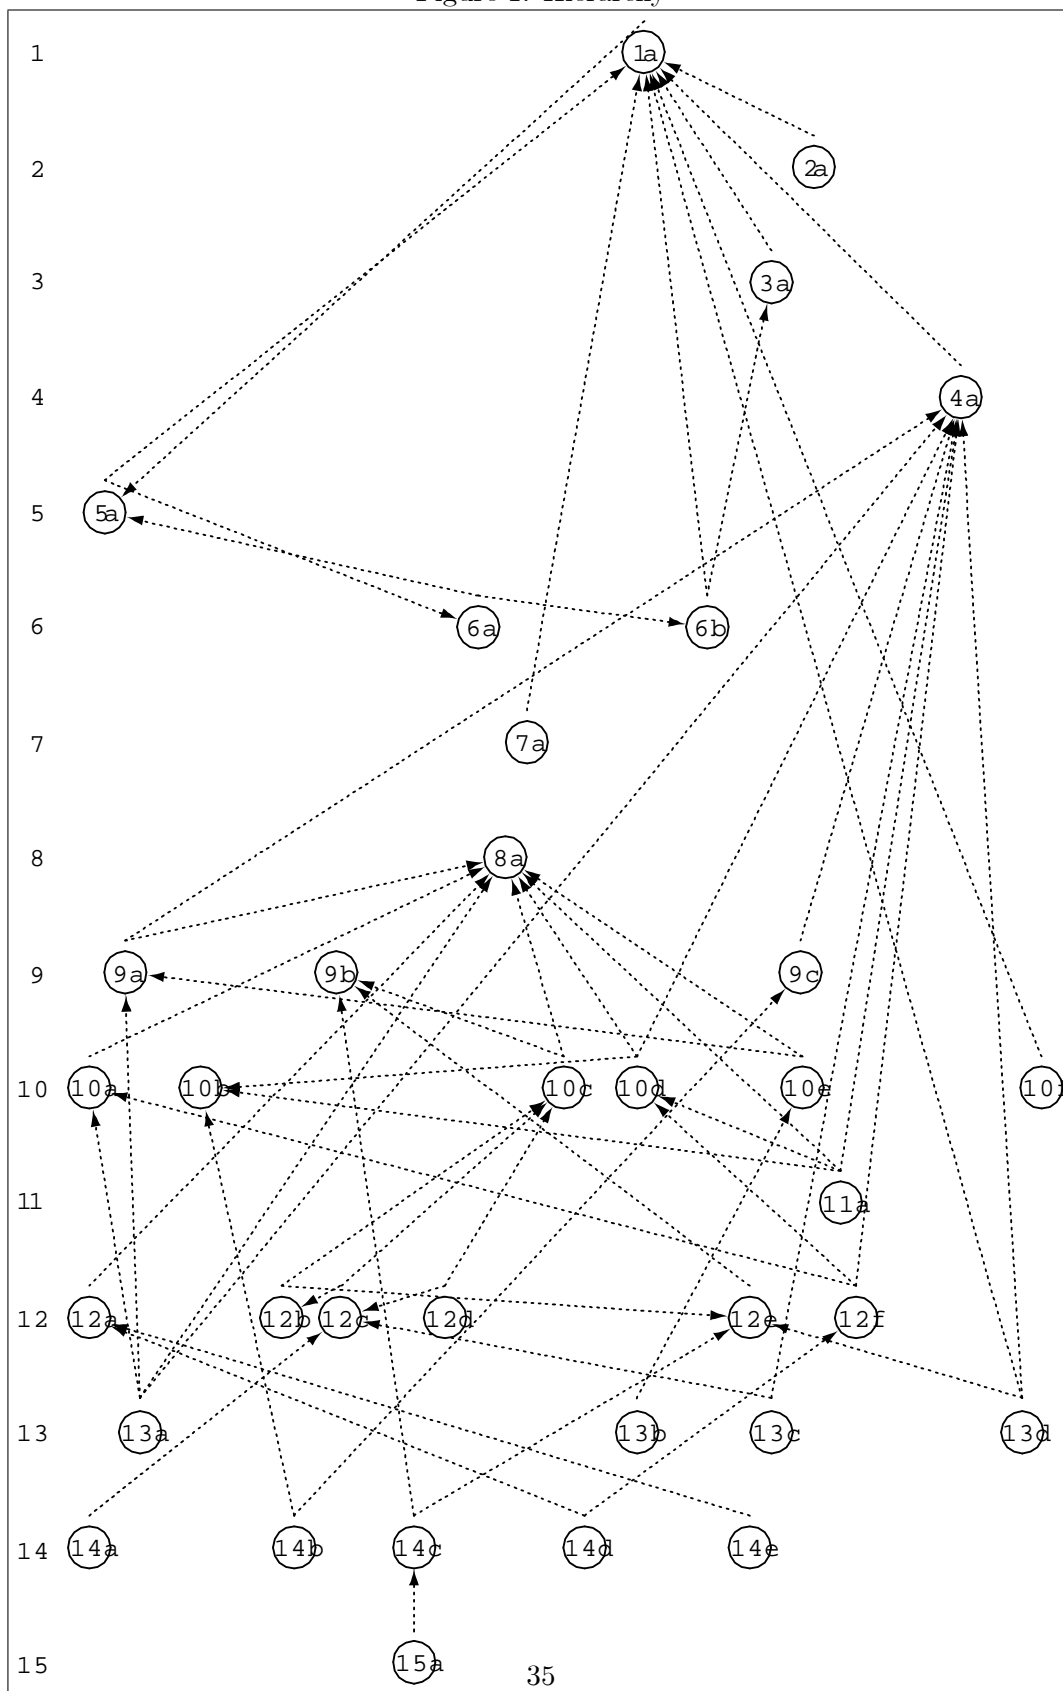 Figure 1: Hierarchy
1 1a
2 2a
3 3a
4 4a
5 5a
6 6a 6b
7 7a
8 8a
9 9a 9b 9c
10 10a 10b 10c 10d 10e 10f
11 11a
12 12a 12b 12c 12d 12e 12f
13 13a 13b 13c 13d
14 14a 14b 14c 14d 14e
15 15a
35